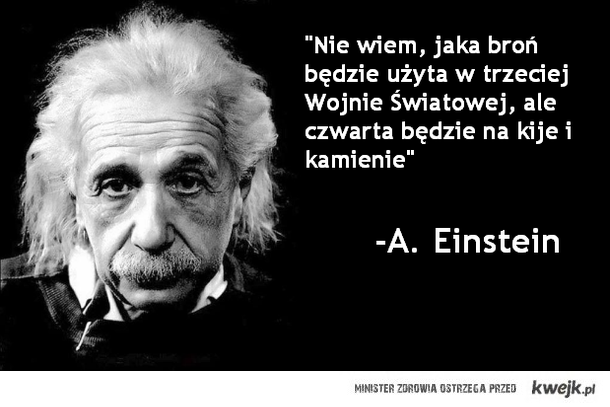 "Nie wiem, jaka broń
będzie użyta w trzeciej
Wojnie Światowej, ale
czwarta będzie na kije i
kamienie"
-A. Einstein
MINISTER ZDROWIA OSTRZEGA PRZED kwejk.pl